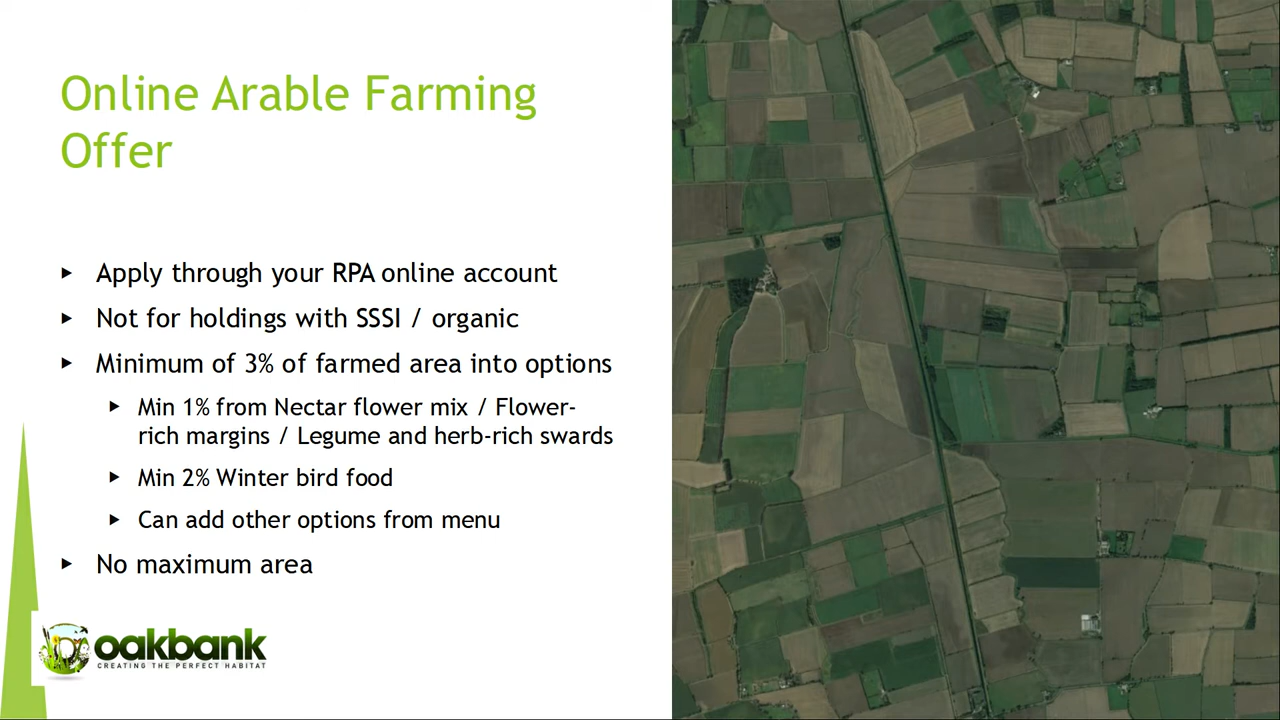 Online Arable Farming
Offer
Apply through your RPA online account
Not for holdings with SSSI / organic
Minimum of 3% of farmed area into options
Min 1% from Nectar flower mix / Flower-
rich margins / Legume and herb-rich swards
Min 2% Winter bird food
Can add other options from menu
No maximum area
oakbank
CREATING THE PERFECT HABITAT